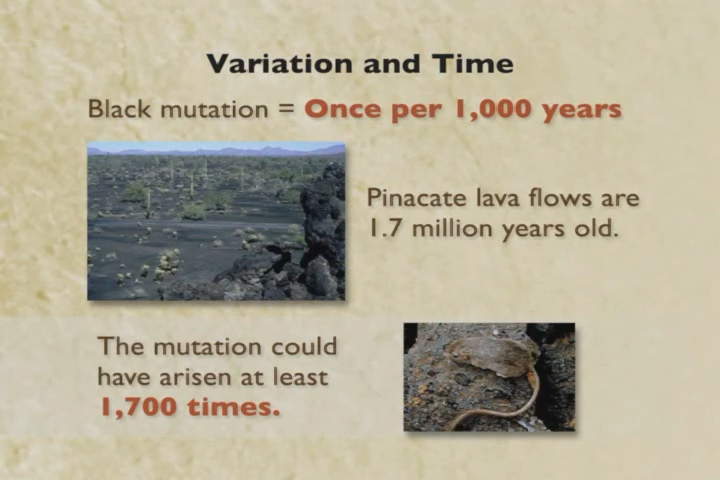 Variation and Time
Black mutation = Once per 1,000 years
Pinacate lava flows are
1.7 million years old.
The mutation could
have arisen at least
1,700 times.